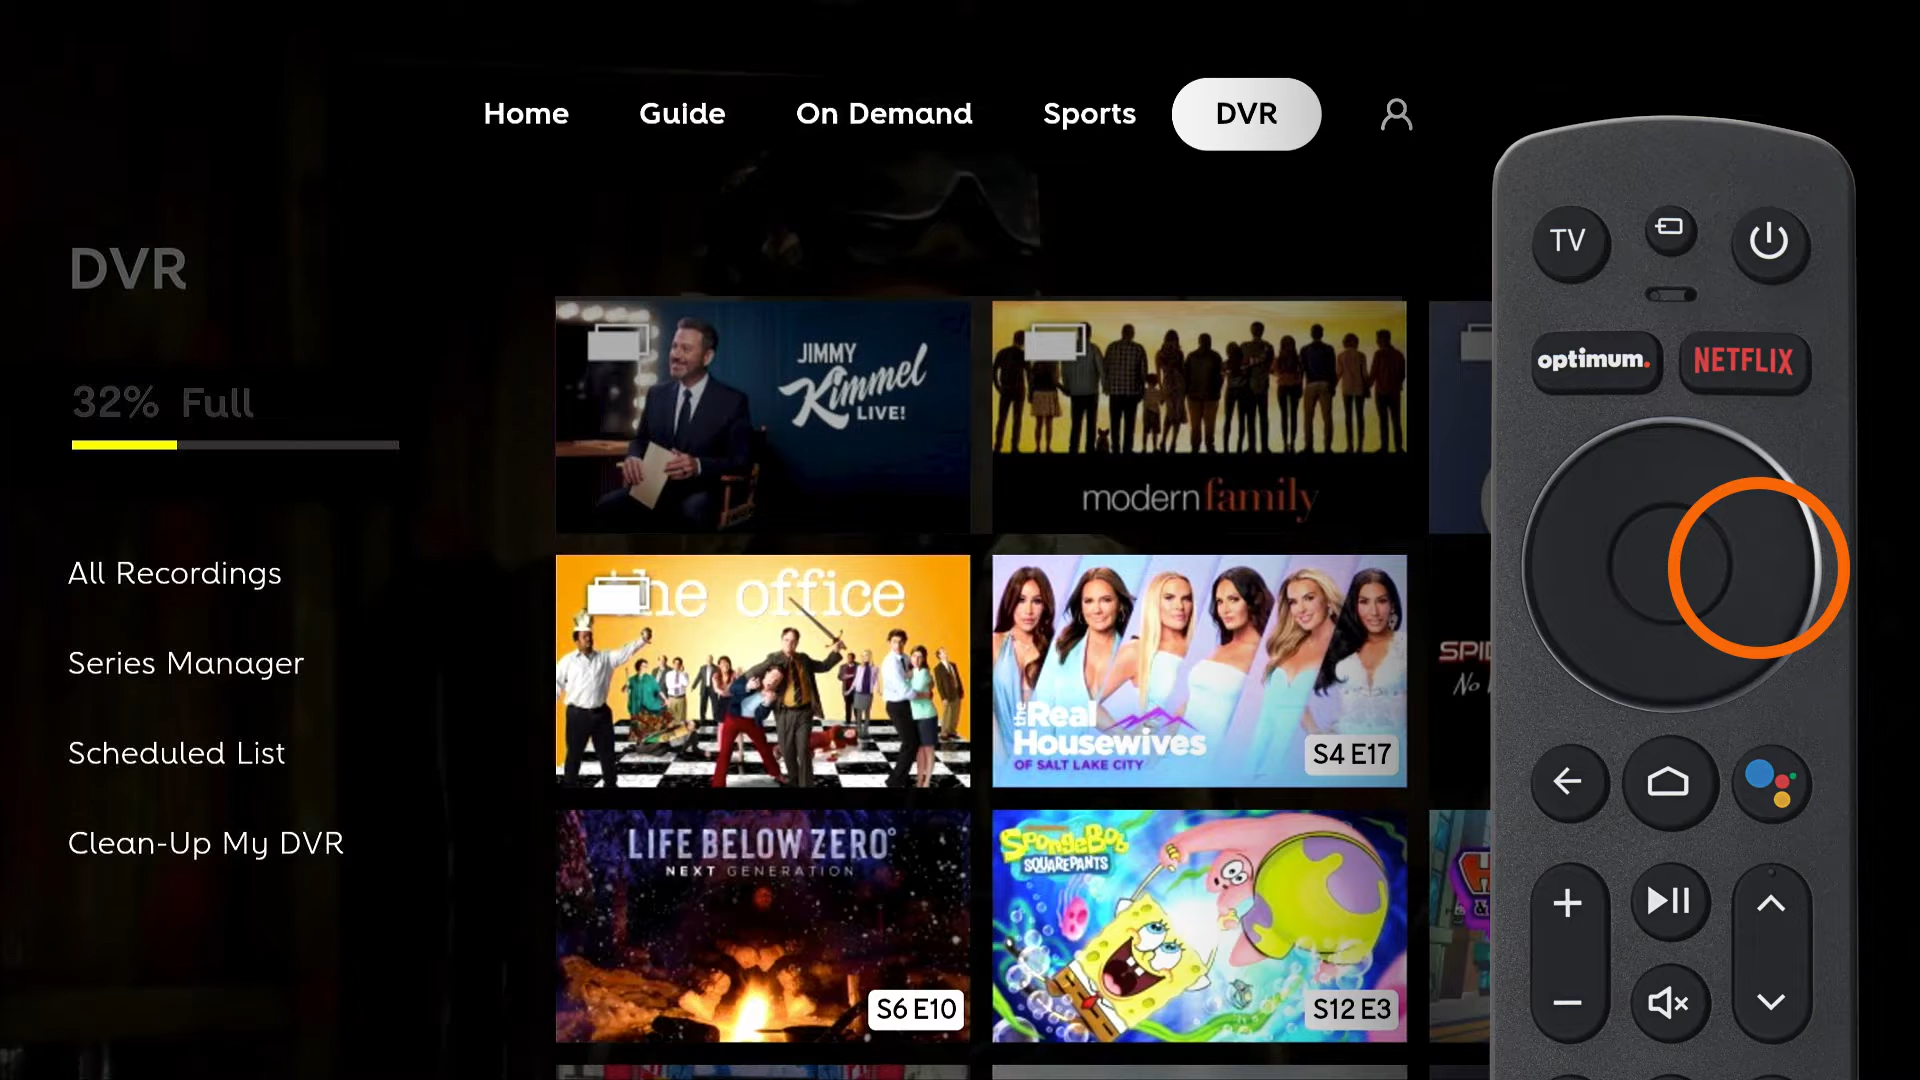 Home Guide On Demand Sports DVR
DVR
32% Full
All Recordings
Series Manager
Scheduled List
Clean-Up My DVR
JIMMY
Kimmel
LIVE!
modern family
the office
the Real
Housewives
OF SALT LAKE CITY
S4 E17
LIFE BELOW ZERO
NEXT GENERATION
S6 E10
SpongeBob
SQUAREPANTS
S12 E3
TV
optimum.
NETFLIX